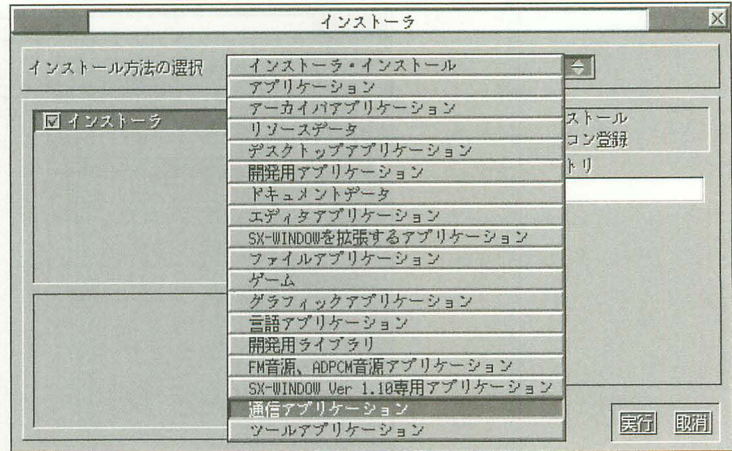 インストーラ
インストール方法の選択
インストーラ・インストール
アプリケーション
アーカイバアプリケーション
リソースデータ
デスクトップアプリケーション
開発用アプリケーション
ドキュメントデータ
エディタアプリケーション
SX-WINDOWを拡張するアプリケーション
ファイルアプリケーション
ゲーム
グラフィックアプリケーション
言語アプリケーション
開発用ライブラリ
FM音源、ADPCM音源アプリケーション
SX-WINDOW Ver 1.10専用アプリケーション
通信アプリケーション
ツールアプリケーション
インストーラ
ストール
コン登録
トリ
実行
取消